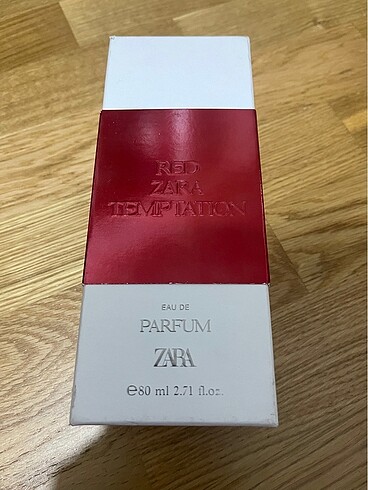 RED
ZARA
TEMPTATION
EAU DE
PARFUM
ZARA
℮80 ml 2.71 fl.oz.